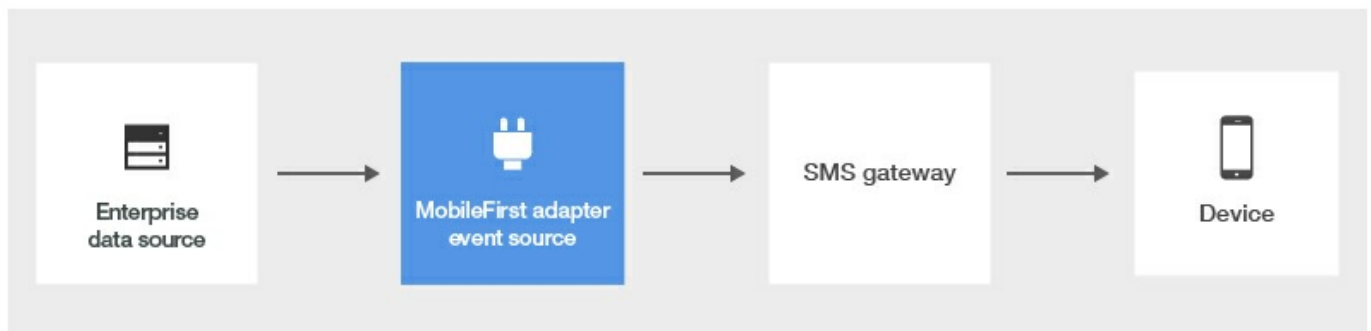 Enterprise
data source
MobileFirst adapter
event source
SMS gateway
Device